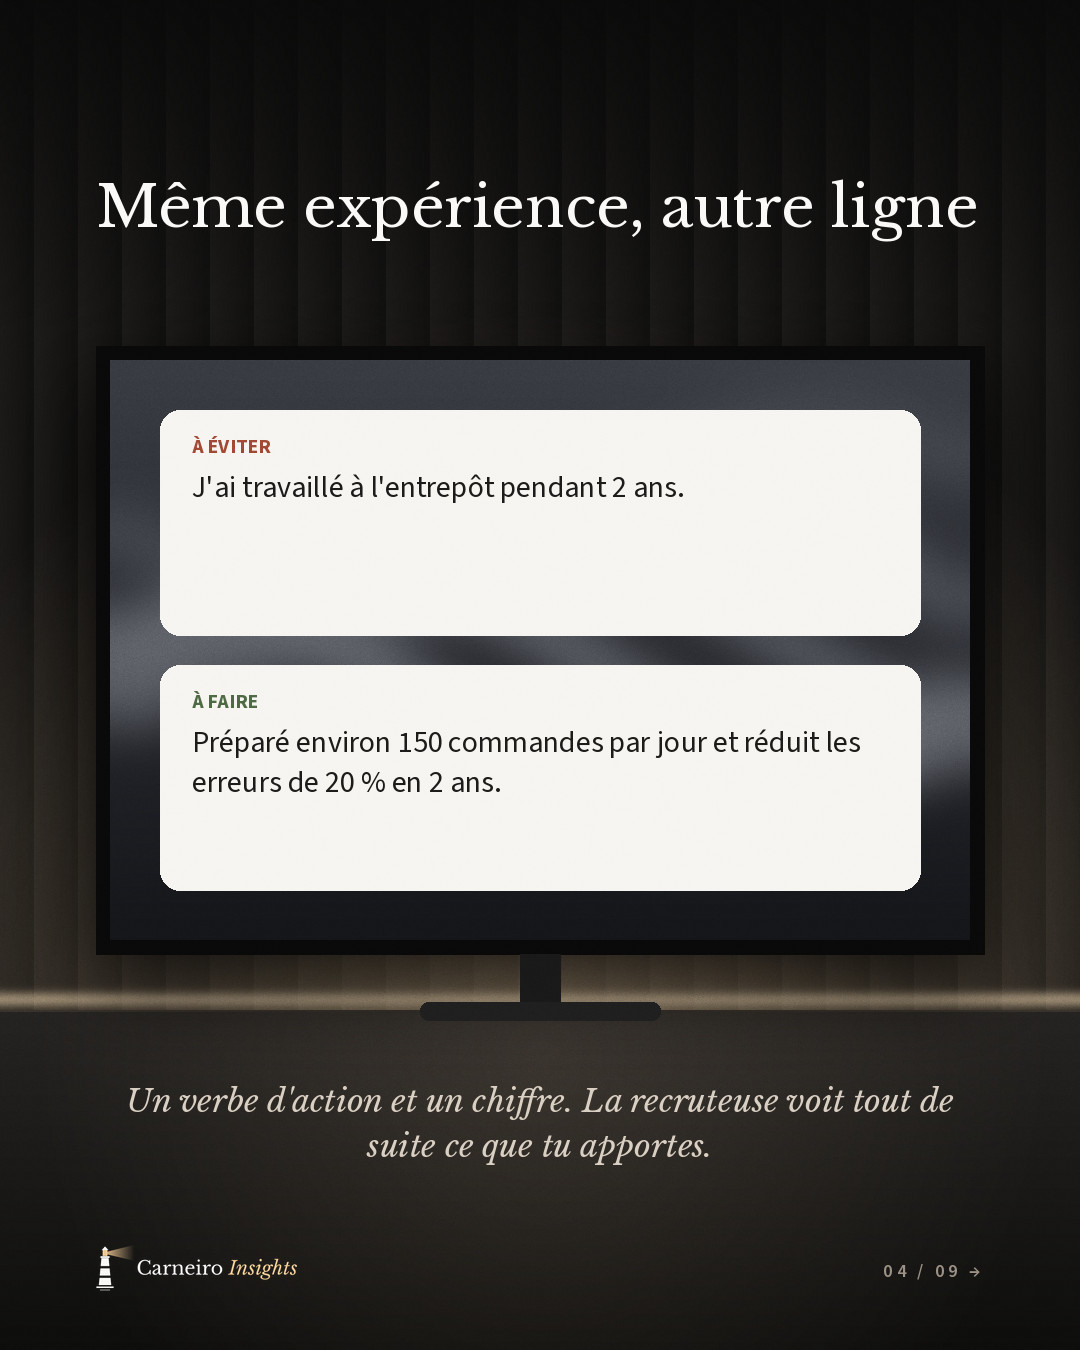 Même expérience, autre ligne
À ÉVITER
J'ai travaillé à l'entrepôt pendant 2 ans.
À FAIRE
Préparé environ 150 commandes par jour et réduit les
erreurs de 20 % en 2 ans.
Un verbe d'action et un chiffre. La recruteuse voit tout de
suite ce que tu apportes.
Carneiro Insights
04 / 09 →